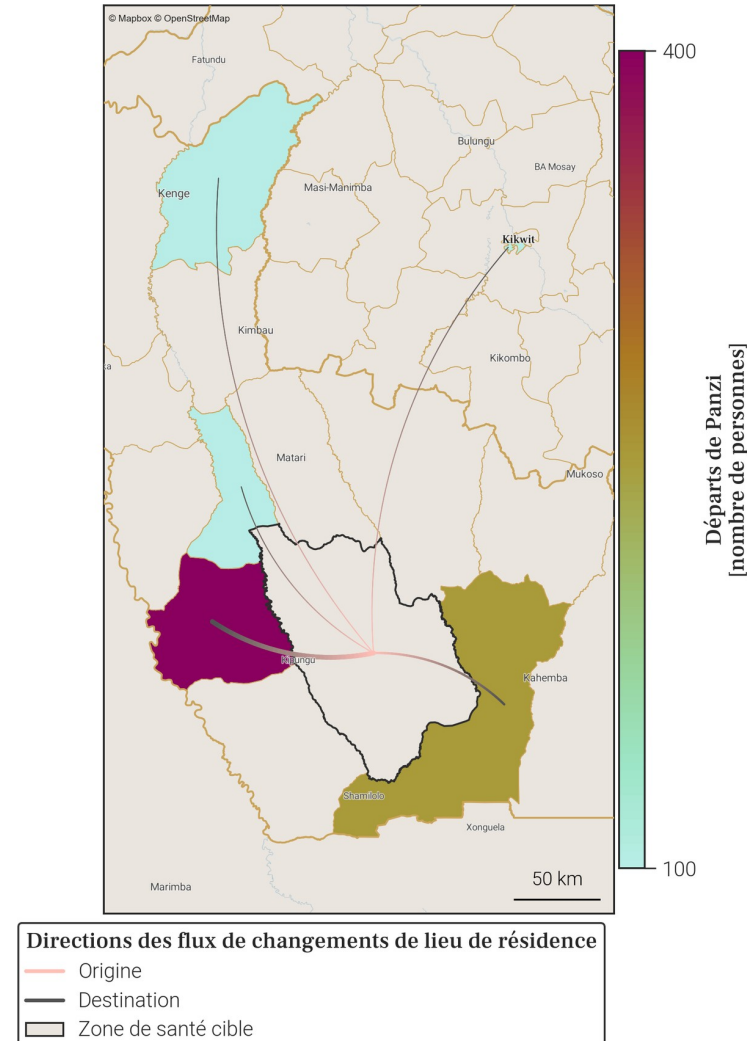 © Mapbox © OpenStreetMap
Fatundu
Bulungu
BA Mosay
Kenge
Masi-Manimba
Kikwit
Kimbau
Kikombo
Matari
Mukoso
Kahemba
Shamilolo
Xonguela
Marimba
50 km
400
100
Départs de Panzi
[nombre de personnes]
Directions des flux de changements de lieu de résidence
Origine
Destination
Zone de santé cible